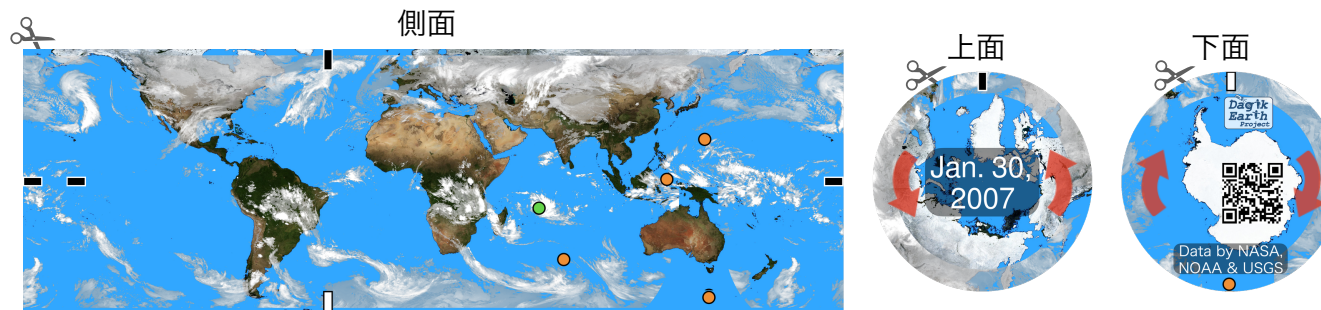 側面
上面
下面
Jan. 30,
2007
Dagik
Earth
Project
Data by NASA,
NOAA & USGS